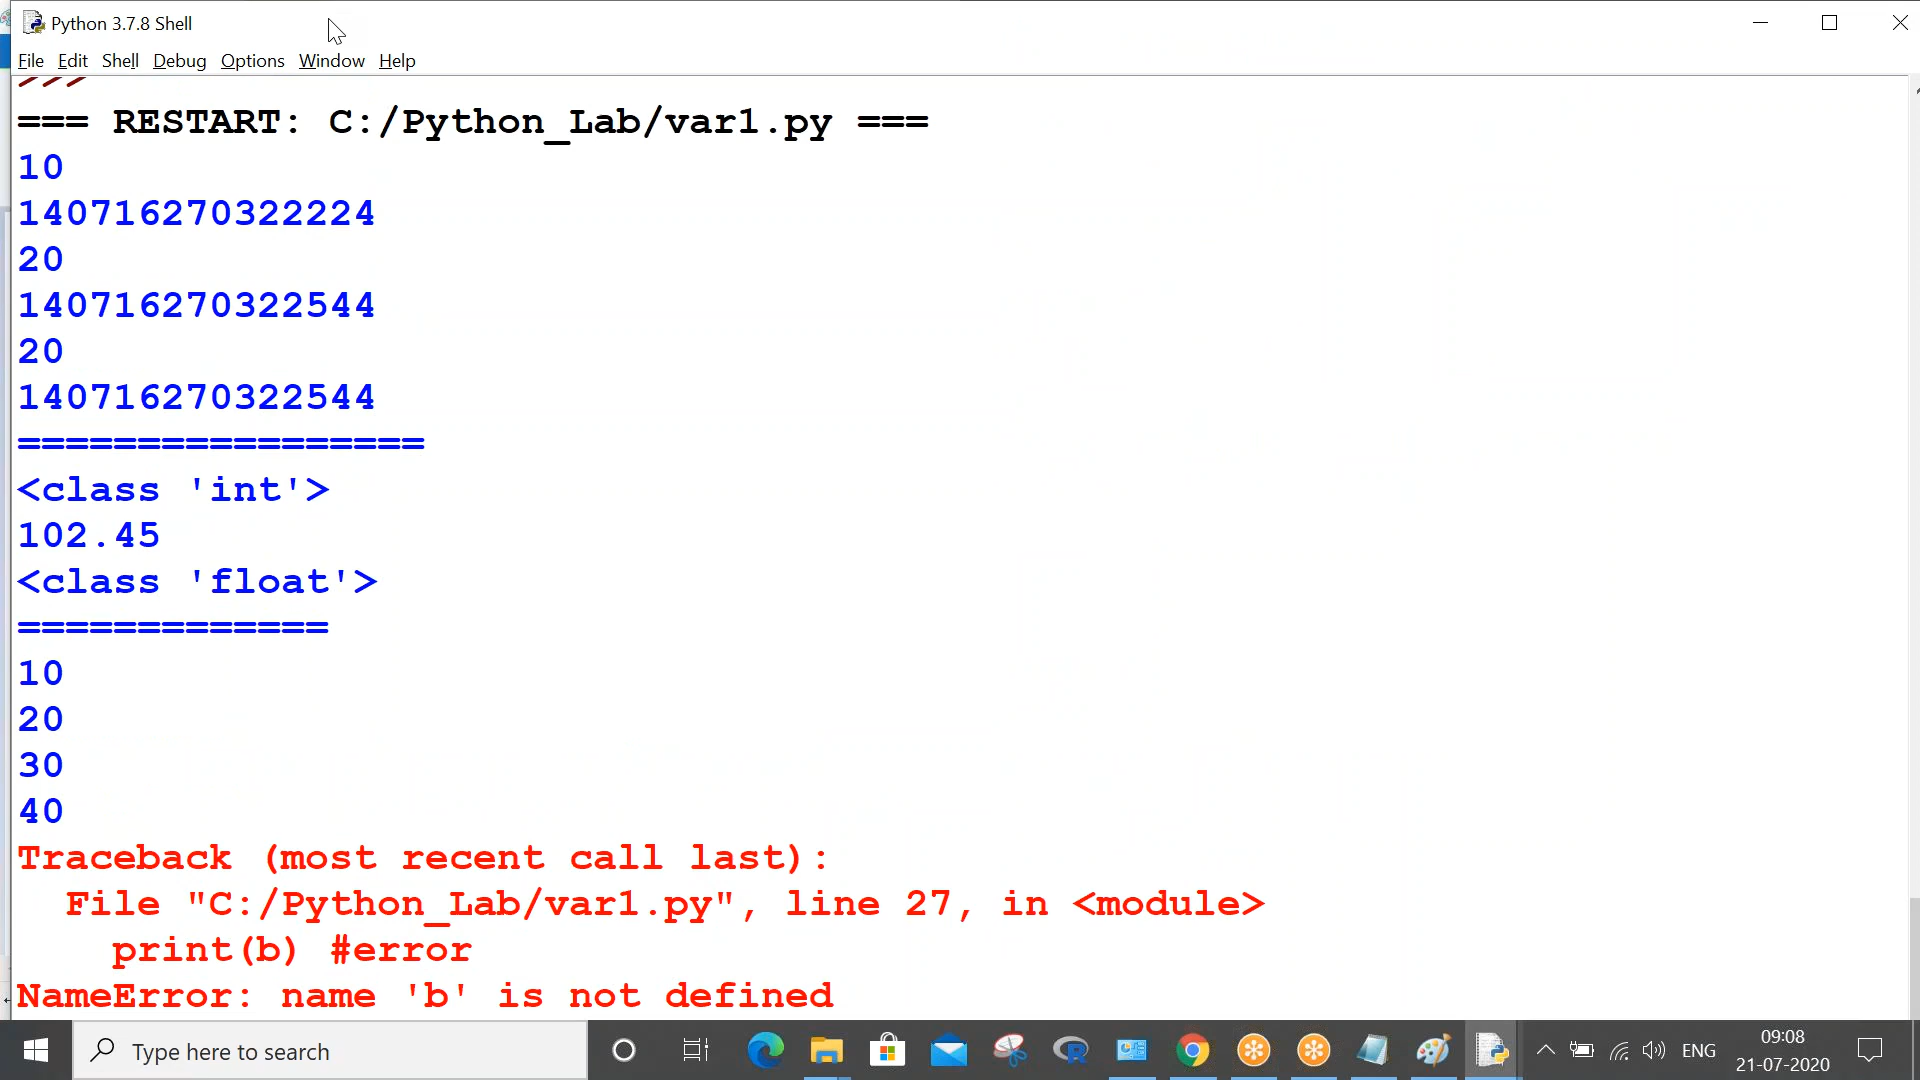 Python 3.7.8 Shell
File Edit Shell Debug Options Window Help
>>>
=== RESTART: C:/Python_Lab/var1.py ===
10
140716270322224
20
140716270322544
20
140716270322544
=================
<class 'int'>
102.45
<class 'float'>
=============
10
20
30
40
Traceback (most recent call last):
  File "C:/Python_Lab/var1.py", line 27, in <module>
    print(b) #error
NameError: name 'b' is not defined
Type here to search
ENG
09:08
21-07-2020